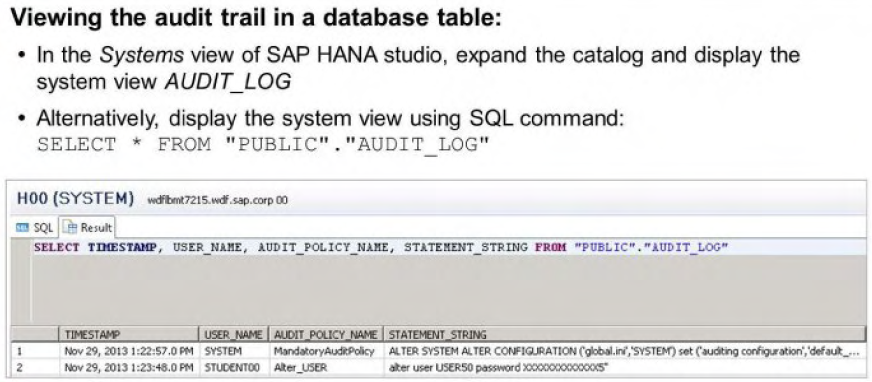 Viewing the audit trail in a database table:
• In the Systems view of SAP HANA studio, expand the catalog and display the
system view AUDIT_LOG
• Alternatively, display the system view using SQL command:
SELECT * FROM "PUBLIC"."AUDIT_LOG"
H00 (SYSTEM) wdflbmt7215.wdf.sap.corp 00
SQL Result
SELECT TIMESTAMP, USER_NAME, AUDIT_POLICY_NAME, STATEMENT_STRING FROM "PUBLIC"."AUDIT_LOG"
TIMESTAMP USER_NAME AUDIT_POLICY_NAME STATEMENT_STRING
1 Nov 29, 2013 1:22:57.0 PM SYSTEM MandatoryAuditPolicy ALTER SYSTEM ALTER CONFIGURATION ('global.ini','SYSTEM') set ('auditing configuration','default_...
2 Nov 29, 2013 1:23:48.0 PM STUDENT00 Alter_USER alter user USER50 password